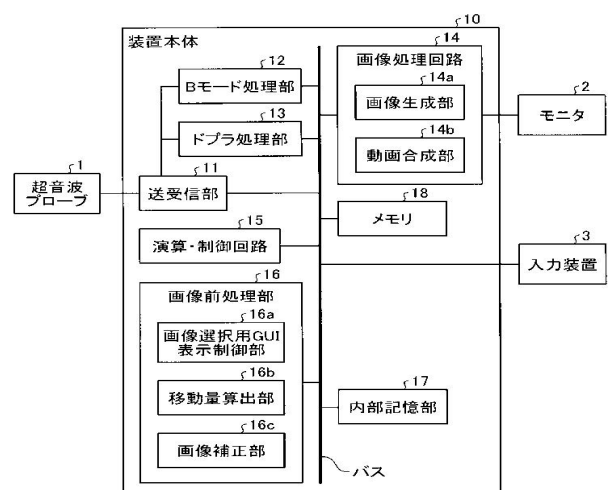 10
装置本体
12
Bモード処理部
13
ドプラ処理部
11
送受信部
1
超音波
プローブ
15
演算・制御回路
16
画像前処理部
16a
画像選択用GUI
表示制御部
16b
移動量算出部
16c
画像補正部
14
画像処理回路
14a
画像生成部
14b
動画合成部
18
メモリ
17
内部記憶部
バス
2
モニタ
3
入力装置